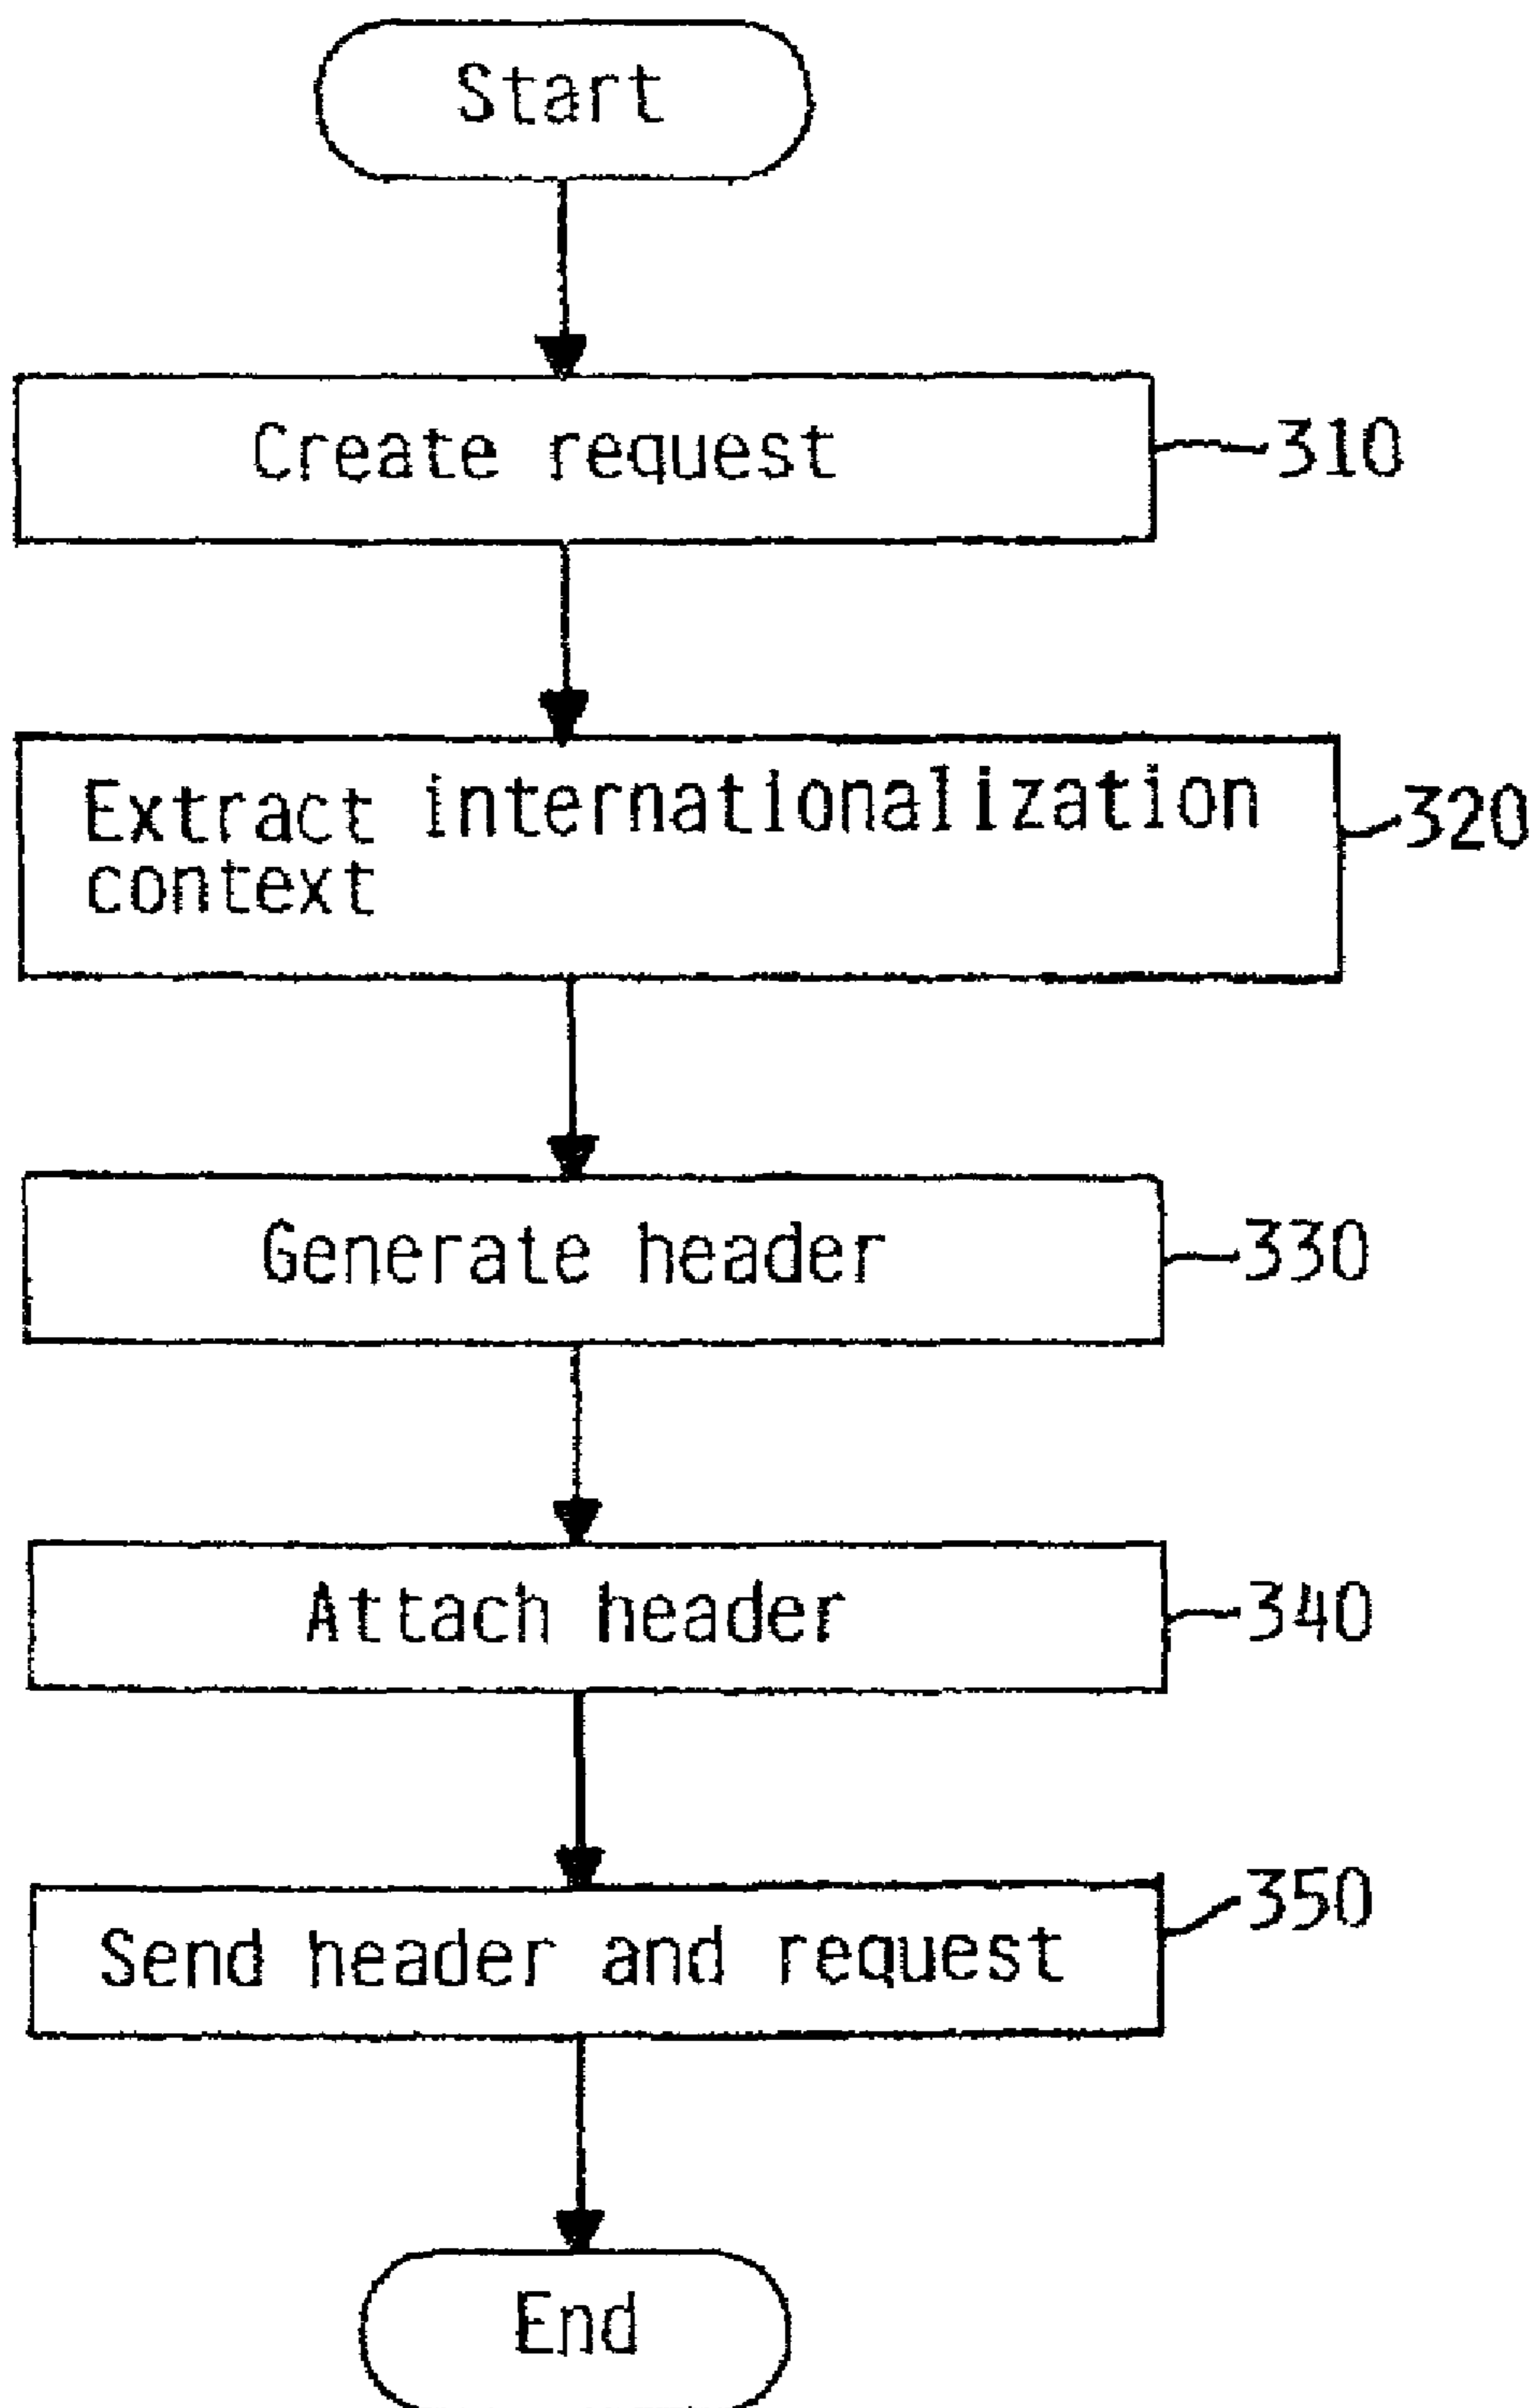 Start
Create request
310
Extract internationalization
context
320
Generate header
330
Attach header
340
Send header and request
350
End